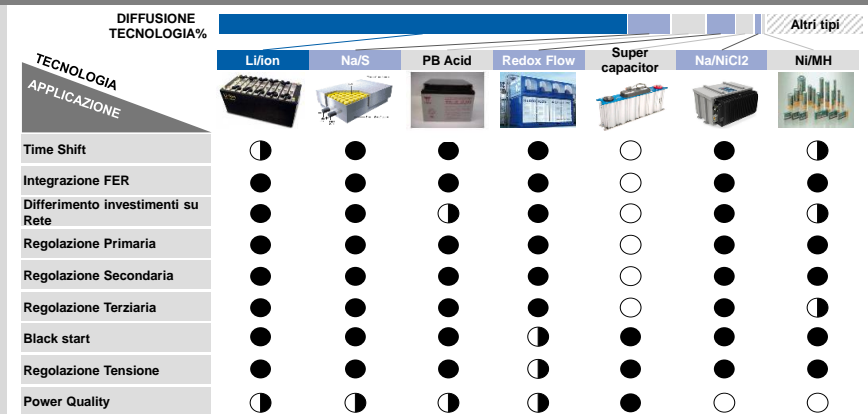 DIFFUSIONE
TECNOLOGIA%
Altri tipi
TECNOLOGIA
APPLICAZIONE
Li/ion
Na/S
PB Acid
Redox Flow
Super
capacitor
Na/NiCl2
Ni/MH
Time Shift
Integrazione FER
Differimento investimenti su
Rete
Regolazione Primaria
Regolazione Secondaria
Regolazione Terziaria
Black start
Regolazione Tensione
Power Quality